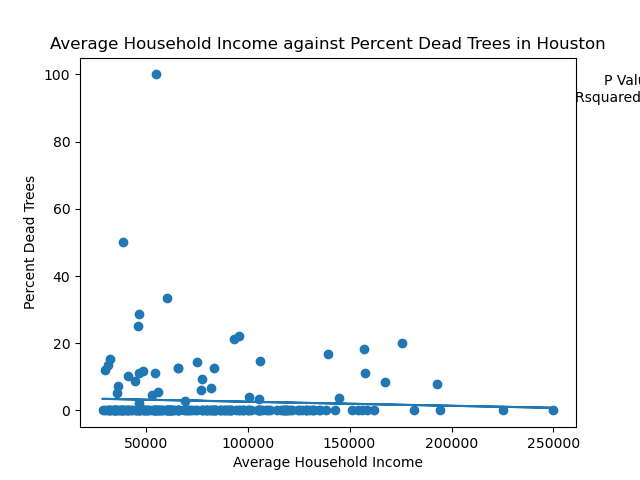 Average Household Income against Percent Dead Trees in Houston
P Valu
Rsquared
100
80
60
40
20
0
Percent Dead Trees
50000 100000 150000 200000 250000
Average Household Income